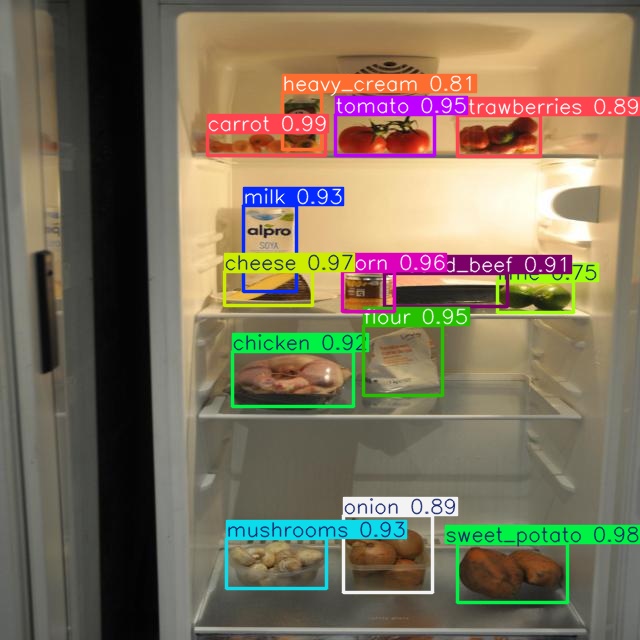 heavy_cream 0.81
tomato 0.95
trawberries 0.89
carrot 0.99
milk 0.93
alpro
SOYA
cheese 0.97
orn 0.96
d_beef 0.91
0.75
flour 0.95
chicken 0.92
onion 0.89
mushrooms 0.93
sweet_potato 0.98